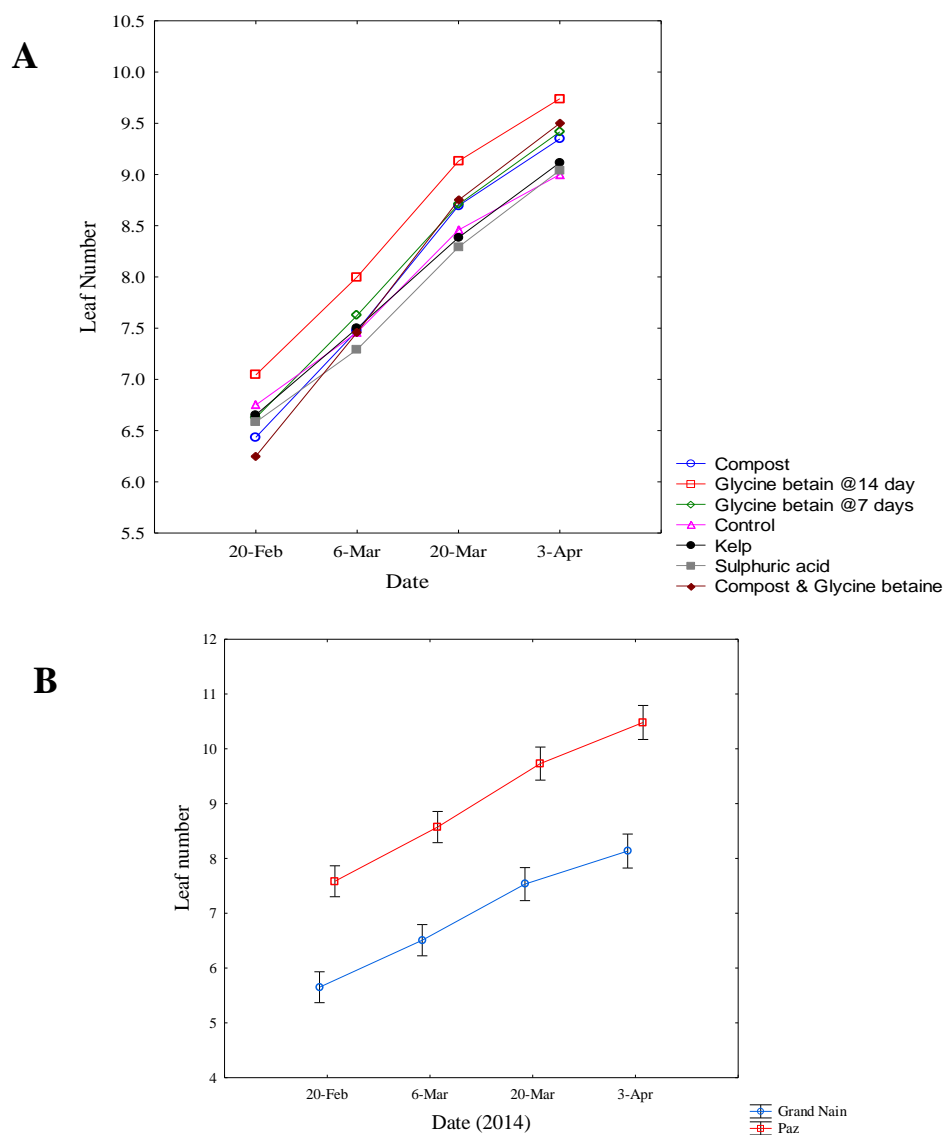 A
10.5
10.0
9.5
9.0
8.5
8.0
7.5
7.0
6.5
6.0
5.5
Leaf Number
20-Feb 6-Mar 20-Mar 3-Apr
Date
Compost
Glycine betain @14 day
Glycine betain @7 days
Control
Kelp
Sulphuric acid
Compost & Glycine betaine
B
12
11
10
9
8
7
6
5
4
Leaf number
20-Feb 6-Mar 20-Mar 3-Apr
Date (2014)
Grand Nain
Paz